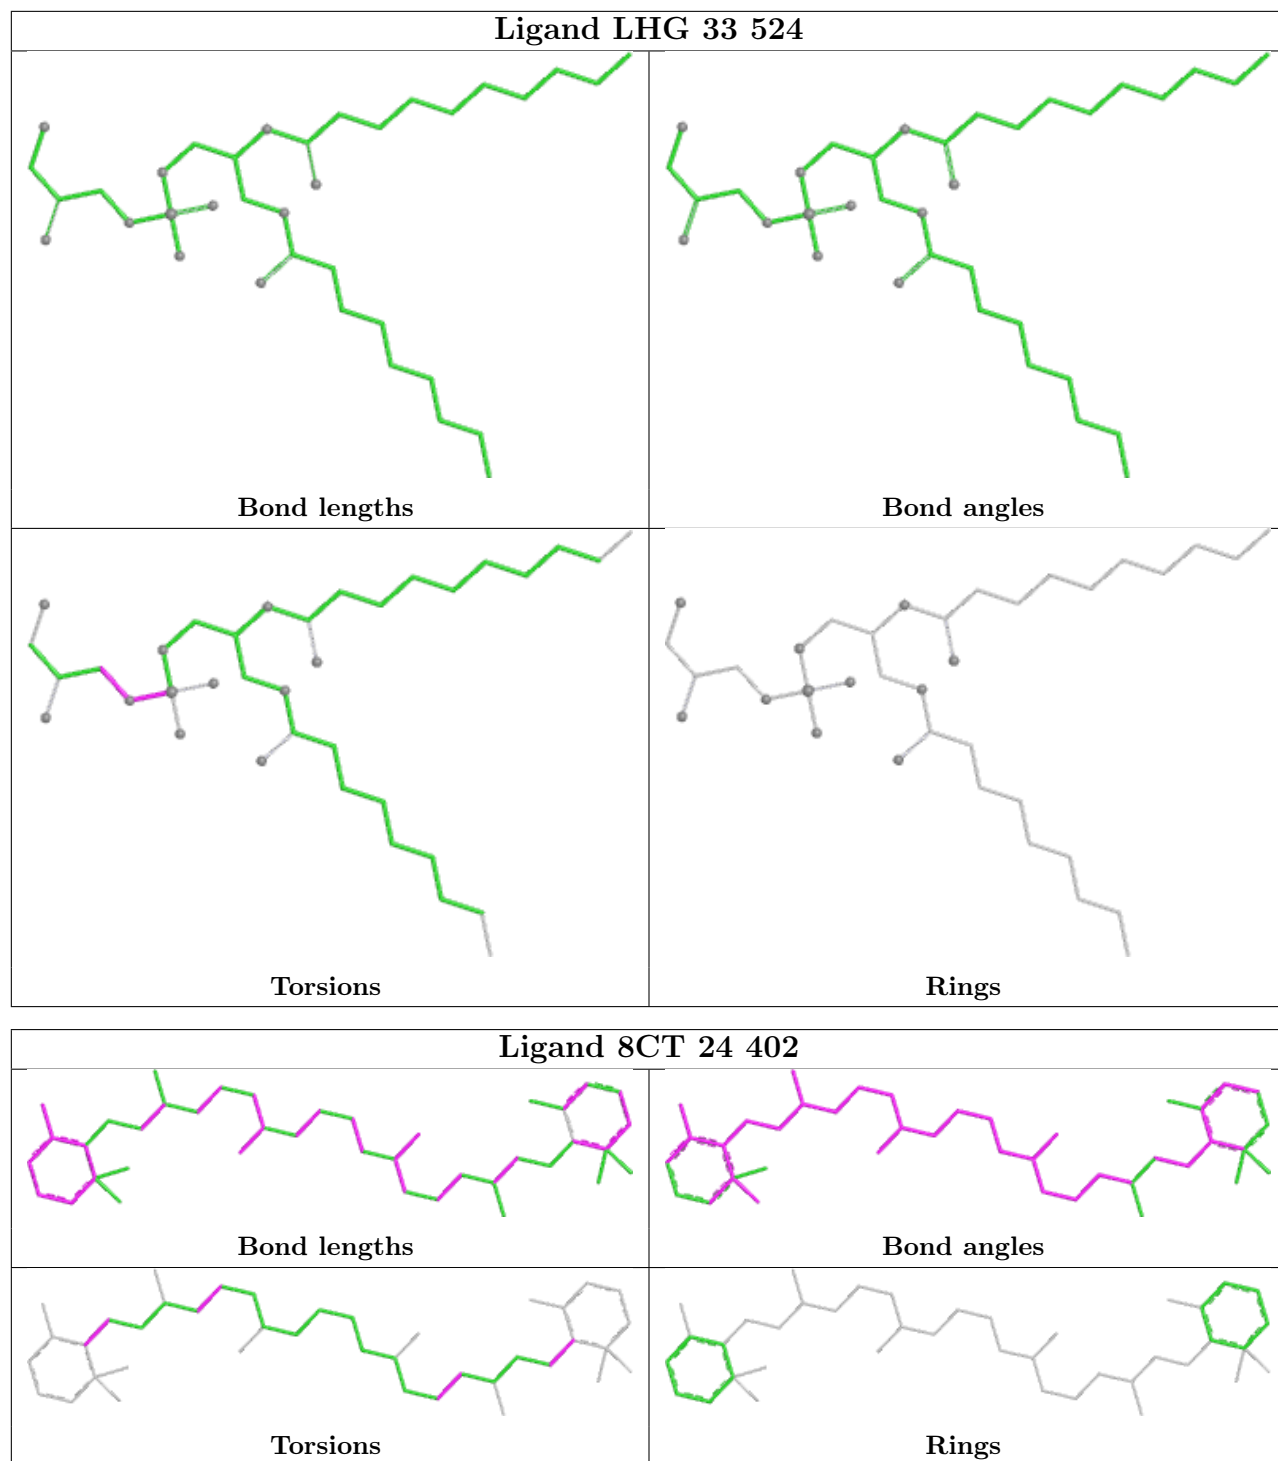 Ligand LHG 33 524
Bond lengths
Bond angles
Torsions
Rings
Ligand 8CT 24 402
Bond lengths
Bond angles
Torsions
Rings